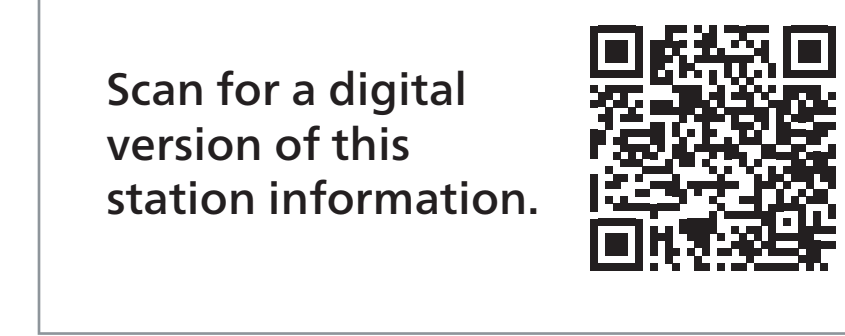 Scan for a digital
version of this
station information.